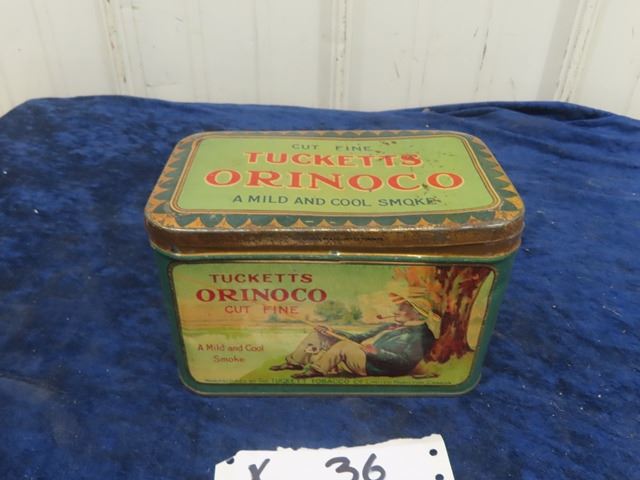 CUT FINE
TUCKETTS
ORINOCO
A MILD AND COOL SMOKE
TUCKETTS
ORINOCO
CUT FINE
A Mild and Cool
Smoke
TUCKETT TOBACCO
X 36